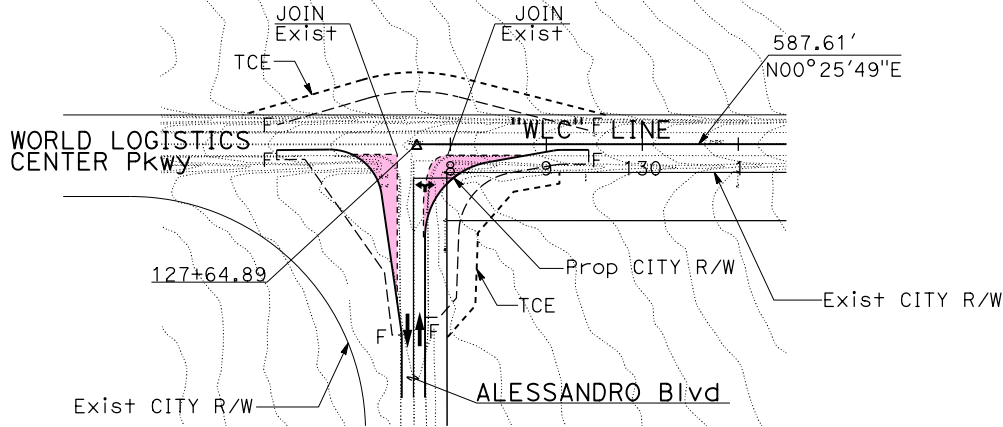 JOIN
Exist
JOIN
Exist
587.61'
N00°25'49"E
TCE
F
"WLC" LINE
F
WORLD LOGISTICS
CENTER PKwy
F
F
8
9
130
1
127+64.89
Prop CITY R/W
TCE
Exist CITY R/W
F
F
Exist CITY R/W
ALESSANDRO Blvd